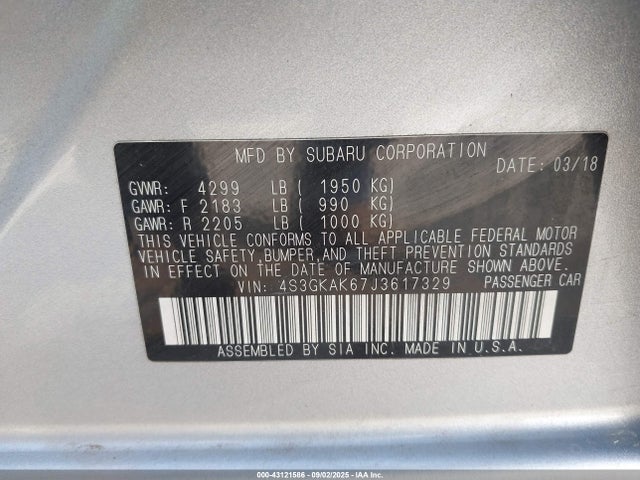 MFD BY SUBARU CORPORATION
DATE: 03/18
GVWR: 4299 LB ( 1950 KG)
GAWR: F 2183 LB ( 990 KG)
GAWR: R 2205 LB ( 1000 KG)
THIS VEHICLE CONFORMS TO ALL APPLICABLE FEDERAL MOTOR
VEHICLE SAFETY,BUMPER,AND THEFT PREVENTION STANDARDS
IN EFFECT ON THE DATE OF MANUFACTURE SHOWN ABOVE.
VIN: 4S3GKAK67J3617329 PASSENGER CAR
ASSEMBLED BY SIA INC. MADE IN U.S.A.
000-43121586 - 09/02/2025 - IAA Inc.